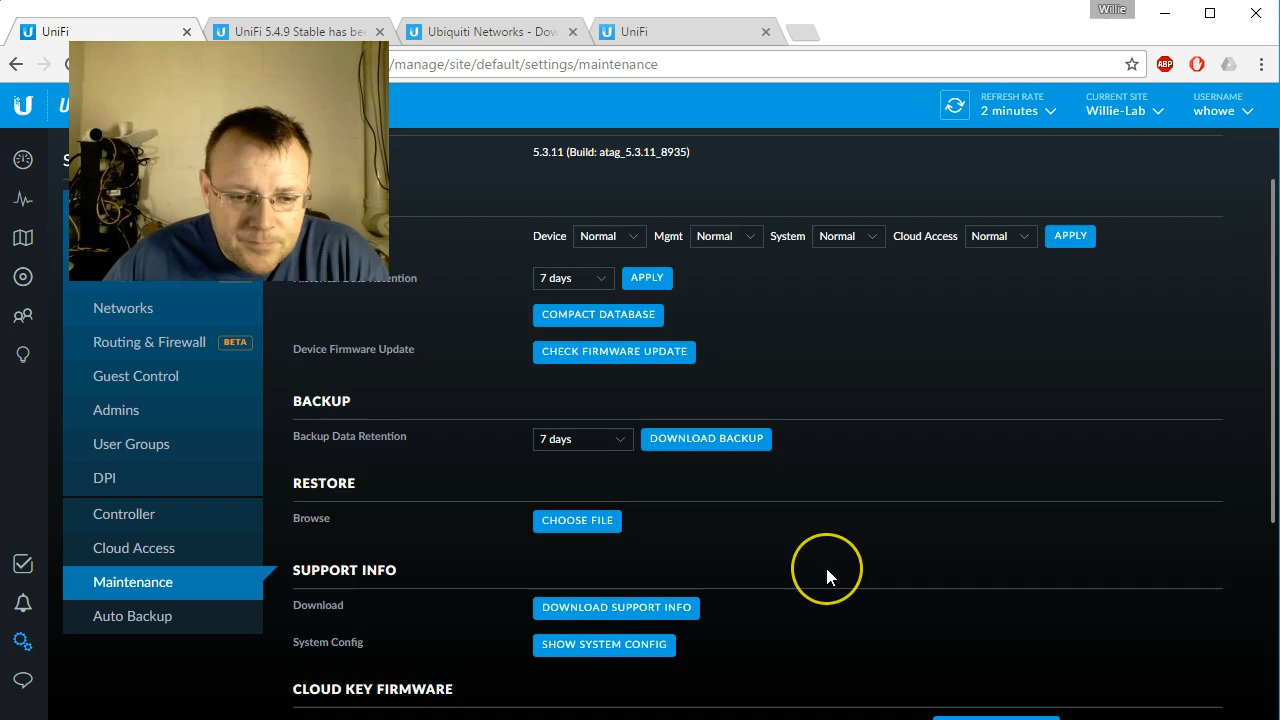 Willie
UniFi
UniFi 5.4.9 Stable has be
Ubiquiti Networks - Dow
UniFi
/manage/site/default/settings/maintenance
ABP
REFRESH RATE
2 minutes
CURRENT SITE
Willie-Lab
USERNAME
whowe
5.3.11 (Build: atag_5.3.11_8935)
Device Normal Mgmt Normal System Normal Cloud Access Normal APPLY
7 days APPLY
COMPACT DATABASE
Device Firmware Update CHECK FIRMWARE UPDATE
BACKUP
Backup Data Retention 7 days DOWNLOAD BACKUP
RESTORE
Browse CHOOSE FILE
SUPPORT INFO
Download DOWNLOAD SUPPORT INFO
System Config SHOW SYSTEM CONFIG
CLOUD KEY FIRMWARE
Networks
Routing & Firewall BETA
Guest Control
Admins
User Groups
DPI
Controller
Cloud Access
Maintenance
Auto Backup